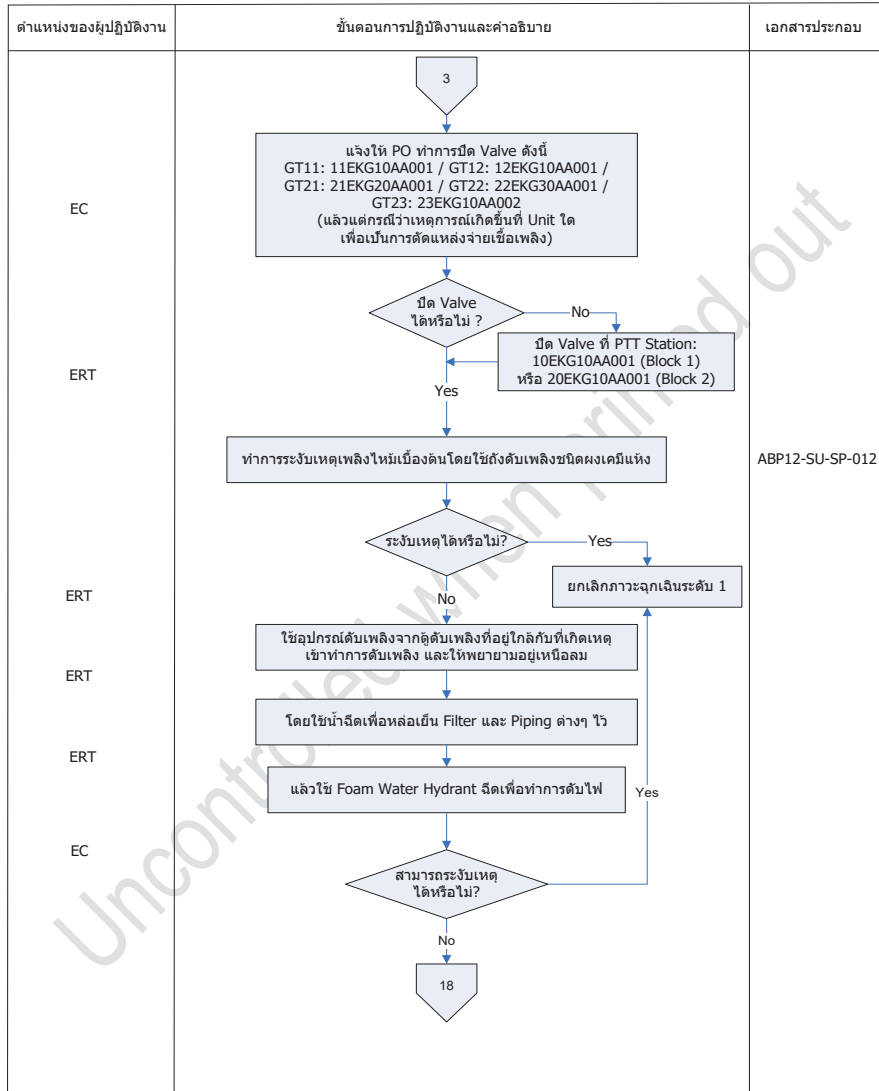 ตำแหน่งของผู้ปฏิบัติงาน
ขั้นตอนการปฏิบัติงานและคำอธิบาย
เอกสารประกอบ
3
EC
แจ้งให้ PO ทำการปิด Valve ดังนี้
GT11: 11EKG10AA001 / GT12: 12EKG10AA001 /
GT21: 21EKG20AA001 / GT22: 22EKG30AA001 /
GT23: 23EKG10AA002
(แล้วแต่กรณีว่าเหตุการณ์เกิดขึ้นที่ Unit ใด
เพื่อเป็นการตัดแหล่งจ่ายเชื้อเพลิง)
ปิด Valve
ได้หรือไม่ ?
No
ERT
ปิด Valve ที่ PTT Station:
10EKG10AA001 (Block 1)
หรือ 20EKG10AA001 (Block 2)
Yes
ทำการระงับเหตุเพลิงไหม้เบื้องต้นโดยใช้ถังดับเพลิงชนิดผงเคมีแห้ง
ABP12-SU-SP-012
ระงับเหตุได้หรือไม่?
Yes
ยกเลิกภาวะฉุกเฉินระดับ 1
ERT
No
ใช้อุปกรณ์ดับเพลิงจากตู้ดับเพลิงที่อยู่ใกล้กับที่เกิดเหตุ
เข้าทำการดับเพลิง และให้พยายามอยู่เหนือลม
ERT
โดยใช้น้ำฉีดเพื่อหล่อเย็น Filter และ Piping ต่างๆ ไว้
ERT
แล้วใช้ Foam Water Hydrant ฉีดเพื่อทำการดับไฟ
Yes
EC
สามารถระงับเหตุ
ได้หรือไม่?
No
18
Uncontrolled when prined out